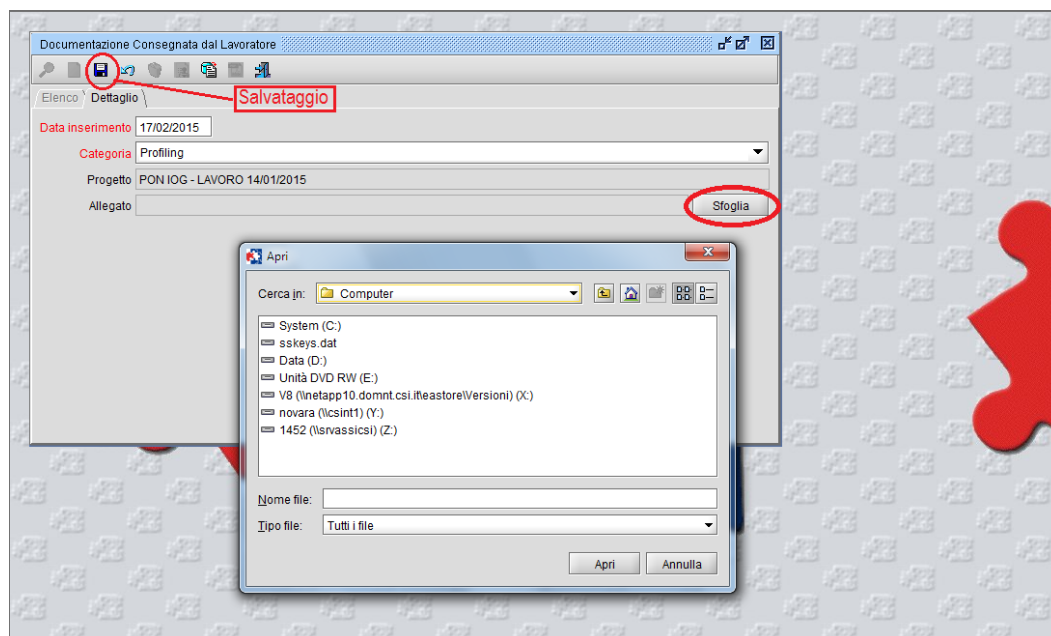 Documentazione Consegnata dal Lavoratore
Salvataggio
Elenco Dettaglio
Data inserimento 17/02/2015
Categoria Profiling
Progetto PON IOG - LAVORO 14/01/2015
Allegato Sfoglia
Apri
Cerca in: Computer
System (C:)
sskeys.dat
Data (D:)
Unità DVD RW (E:)
V8 (\\netapp10.domnt.csi.it\eastore\Versioni) (X:)
novara (\\csint1) (Y:)
1452 (\\srvassicsi) (Z:)
Nome file:
Tipo file: Tutti i file
Apri Annulla